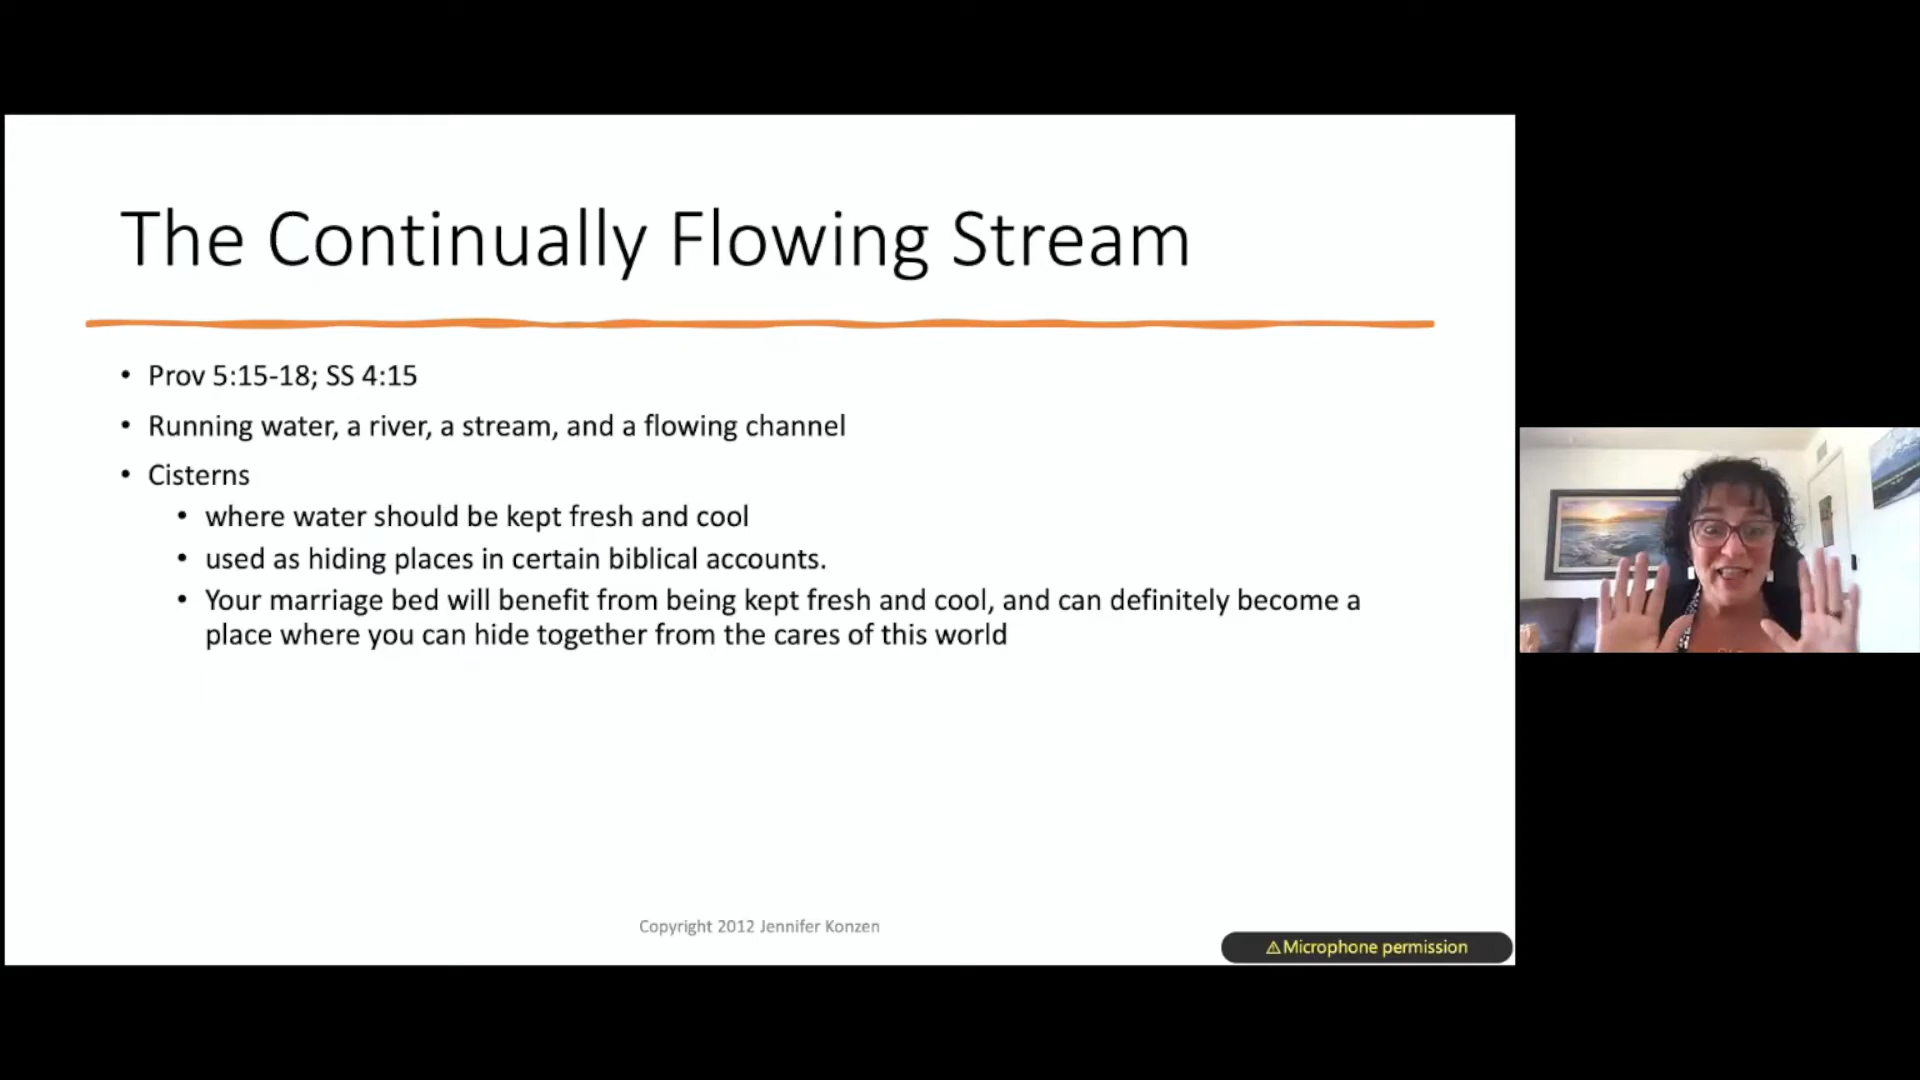 The Continually Flowing Stream
• Prov 5:15-18; SS 4:15
• Running water, a river, a stream, and a flowing channel
• Cisterns
• where water should be kept fresh and cool
• used as hiding places in certain biblical accounts.
• Your marriage bed will benefit from being kept fresh and cool, and can definitely become a
place where you can hide together from the cares of this world
Copyright 2012 Jennifer Konzen
⚠Microphone permission